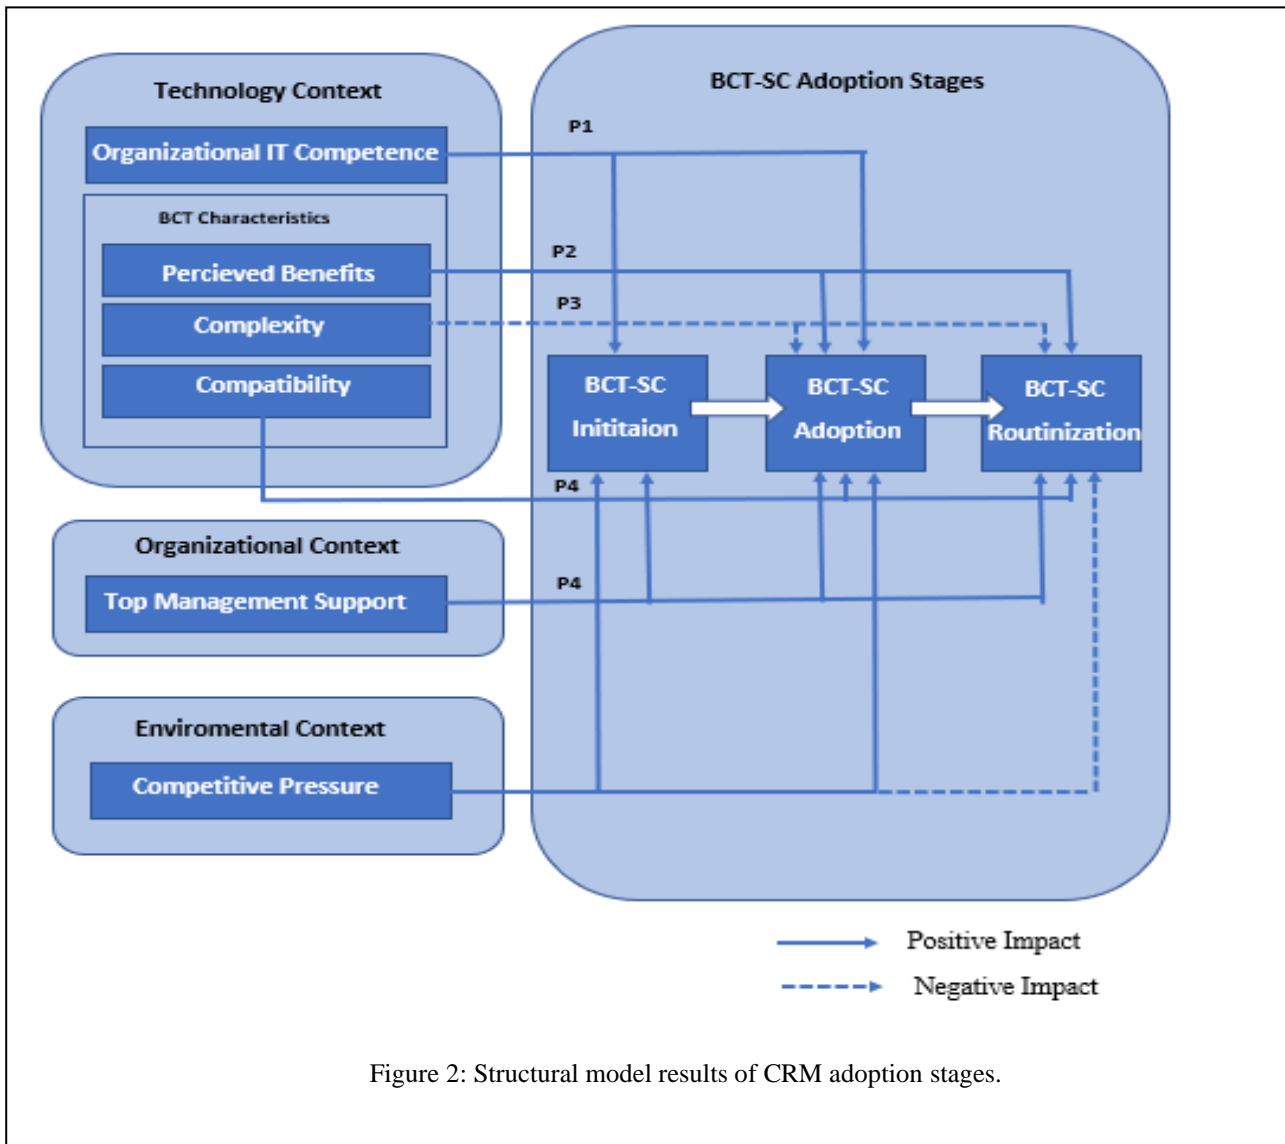 Technology Context
BCT-SC Adoption Stages
Organizational IT Competence
P1
BCT Characteristics
Percieved Benefits
P2
Complexity
P3
Compatibility
P4
BCT-SC
Inititaion
BCT-SC
Adoption
BCT-SC
Routinization
Organizational Context
Top Management Support
P4
Enviromental Context
Competitive Pressure
Positive Impact
Negative Impact
Figure 2: Structural model results of CRM adoption stages.